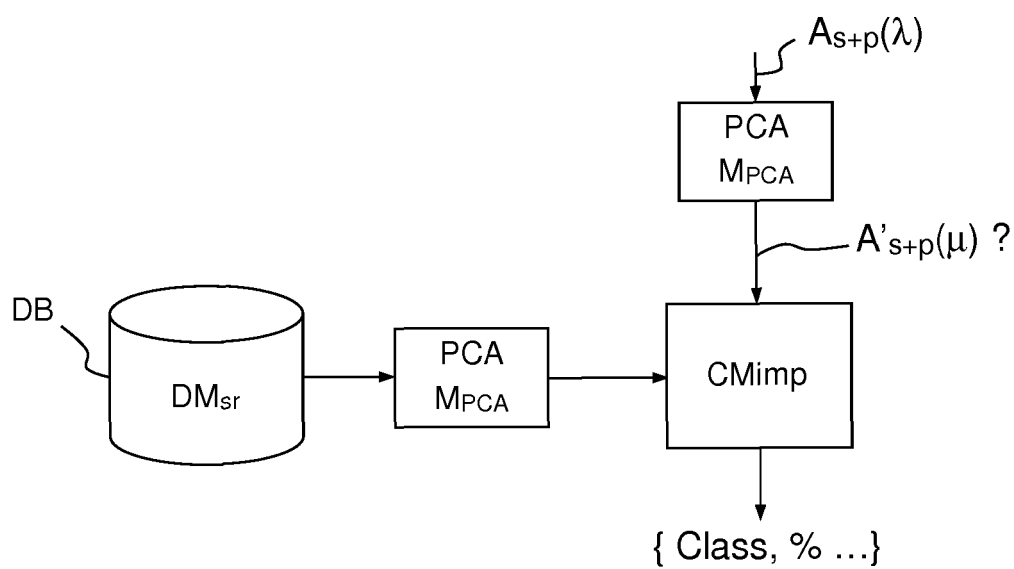 As+p(λ)
PCA
MPCA
A's+p(μ) ?
DB
DMsr
PCA
MPCA
CMimp
{ Class, % ...}